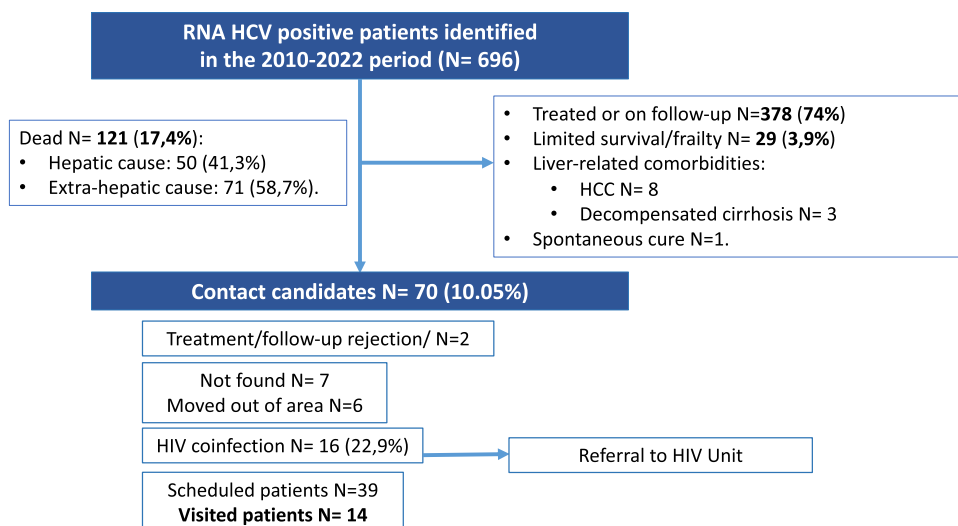 RNA HCV positive patients identified
in the 2010-2022 period (N= 696)
Dead N= 121 (17,4%):
• Hepatic cause: 50 (41,3%)
• Extra-hepatic cause: 71 (58,7%).
• Treated or on follow-up N=378 (74%)
• Limited survival/frailty N= 29 (3,9%)
• Liver-related comorbidities:
• HCC N= 8
• Decompensated cirrhosis N= 3
• Spontaneous cure N=1.
Contact candidates N= 70 (10.05%)
Treatment/follow-up rejection/ N=2
Not found N= 7
Moved out of area N=6
HIV coinfection N= 16 (22,9%)
Referral to HIV Unit
Scheduled patients N=39
Visited patients N= 14